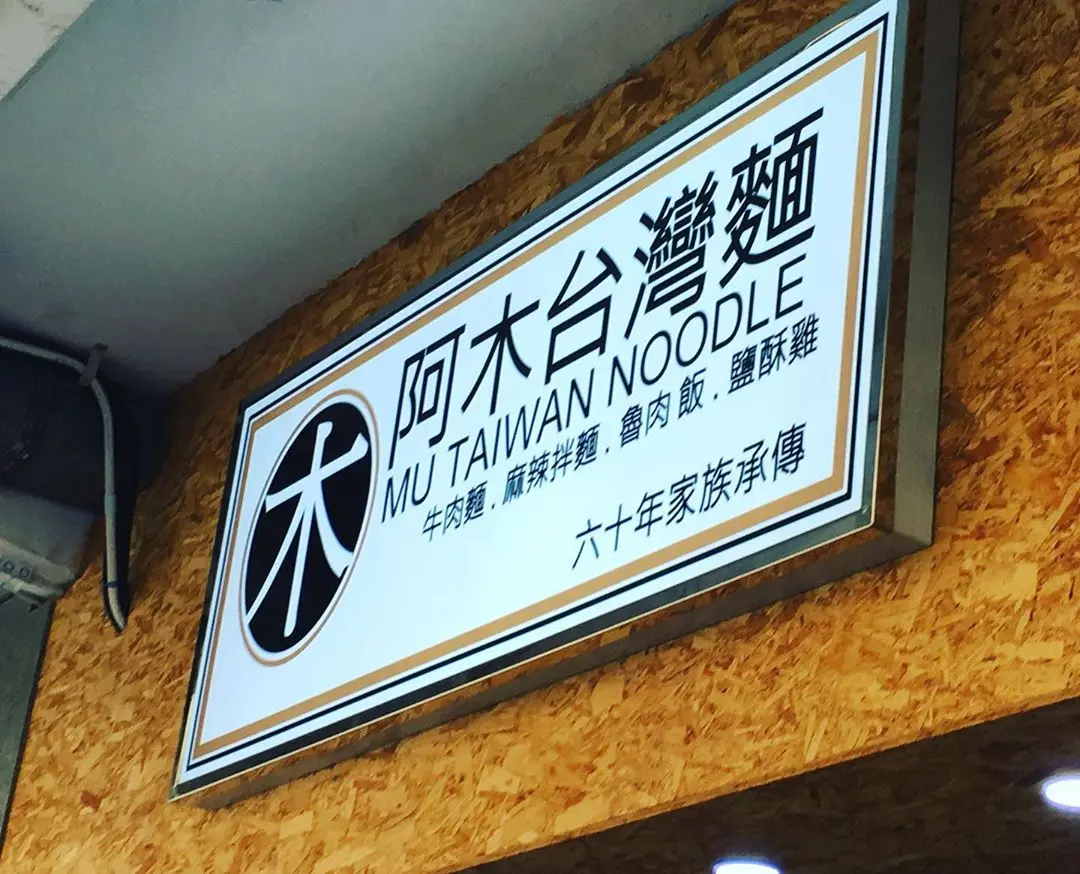 木
阿木台灣麵
MU TAIWAN NOODLE
牛肉麵．麻辣拌麵．魯肉飯．鹽酥雞
六十年家族承傳